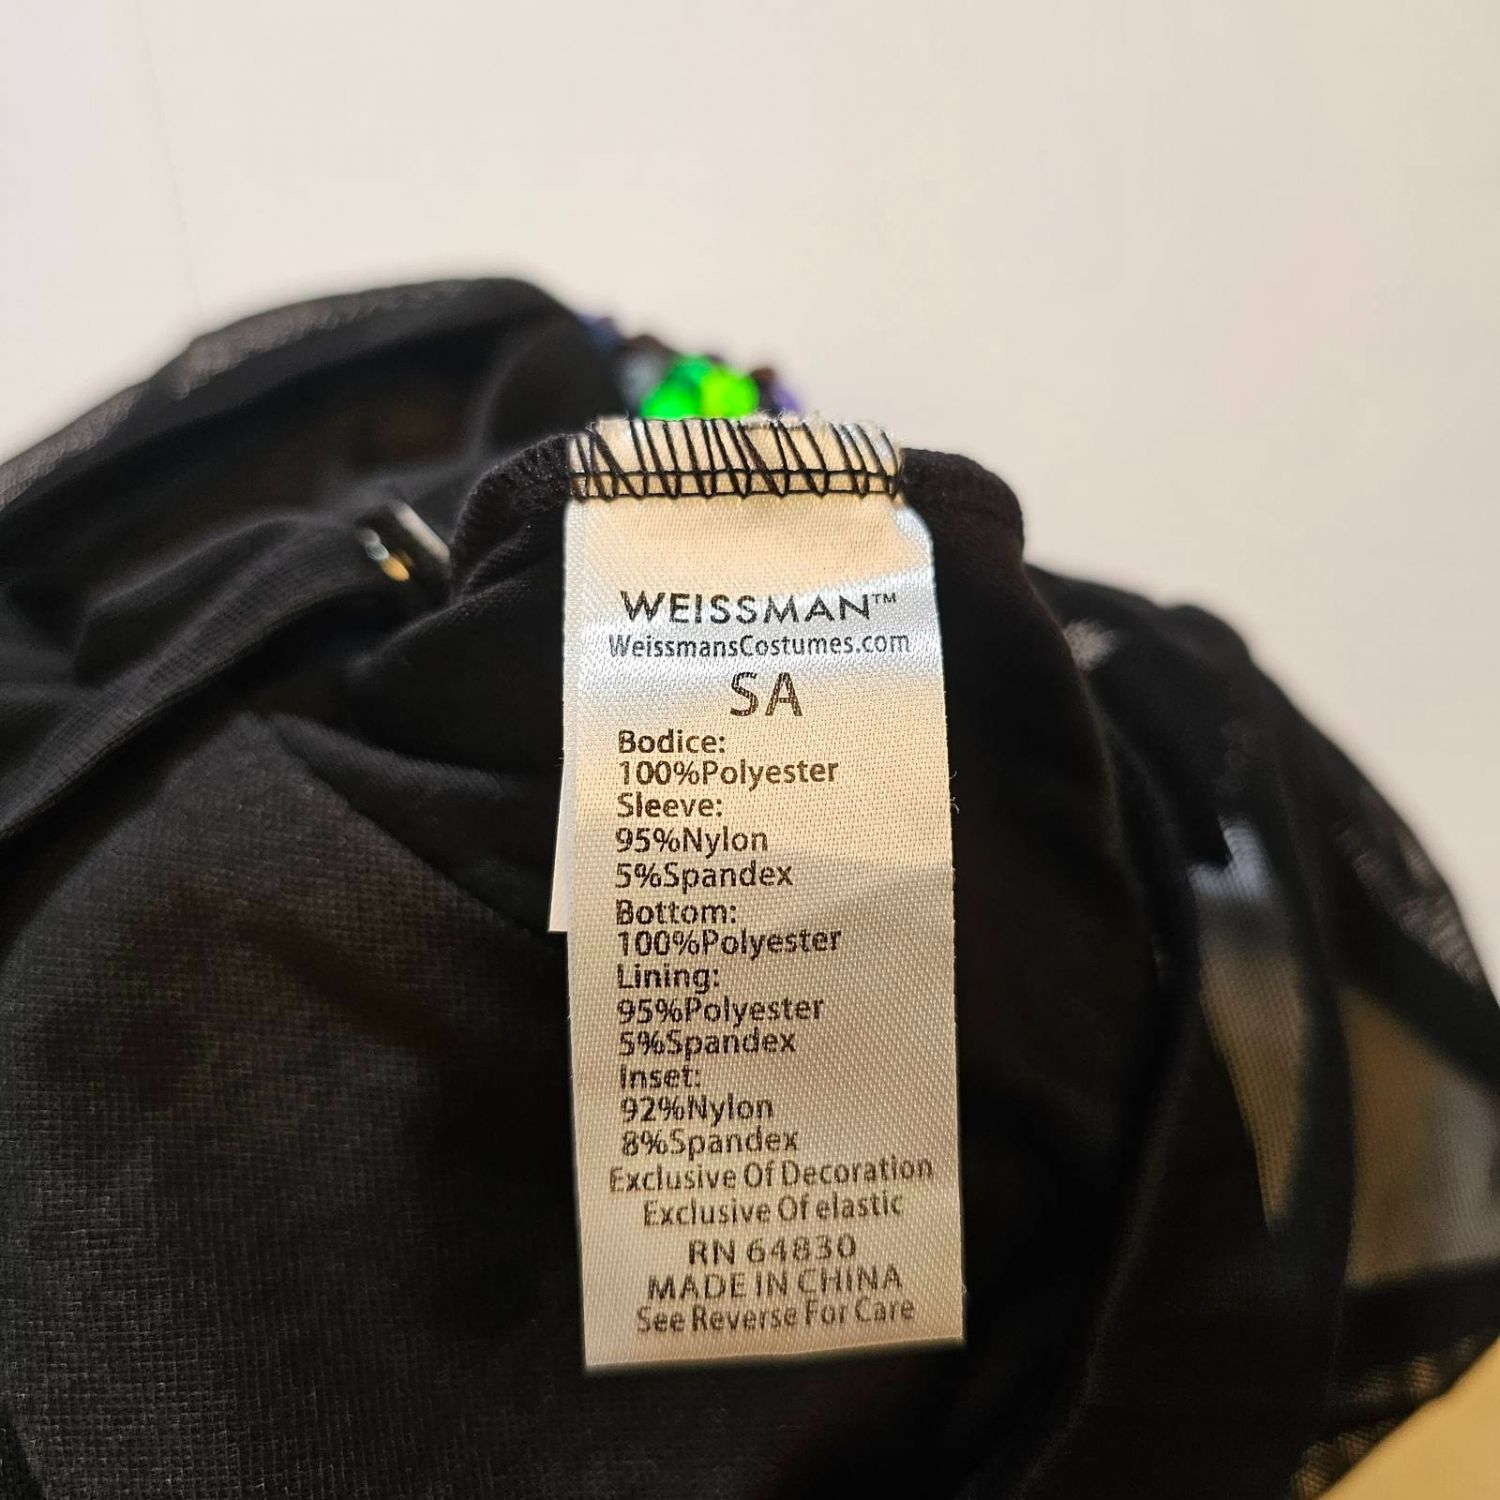 WEISSMAN™
WeissmansCostumes.com
SA
Bodice:
100%Polyester
Sleeve:
95%Nylon
5%Spandex
Bottom:
100%Polyester
Lining:
95%Polyester
5%Spandex
Inset:
92%Nylon
8%Spandex
Exclusive Of Decoration
Exclusive Of elastic
RN 64830
MADE IN CHINA
See Reverse For Care